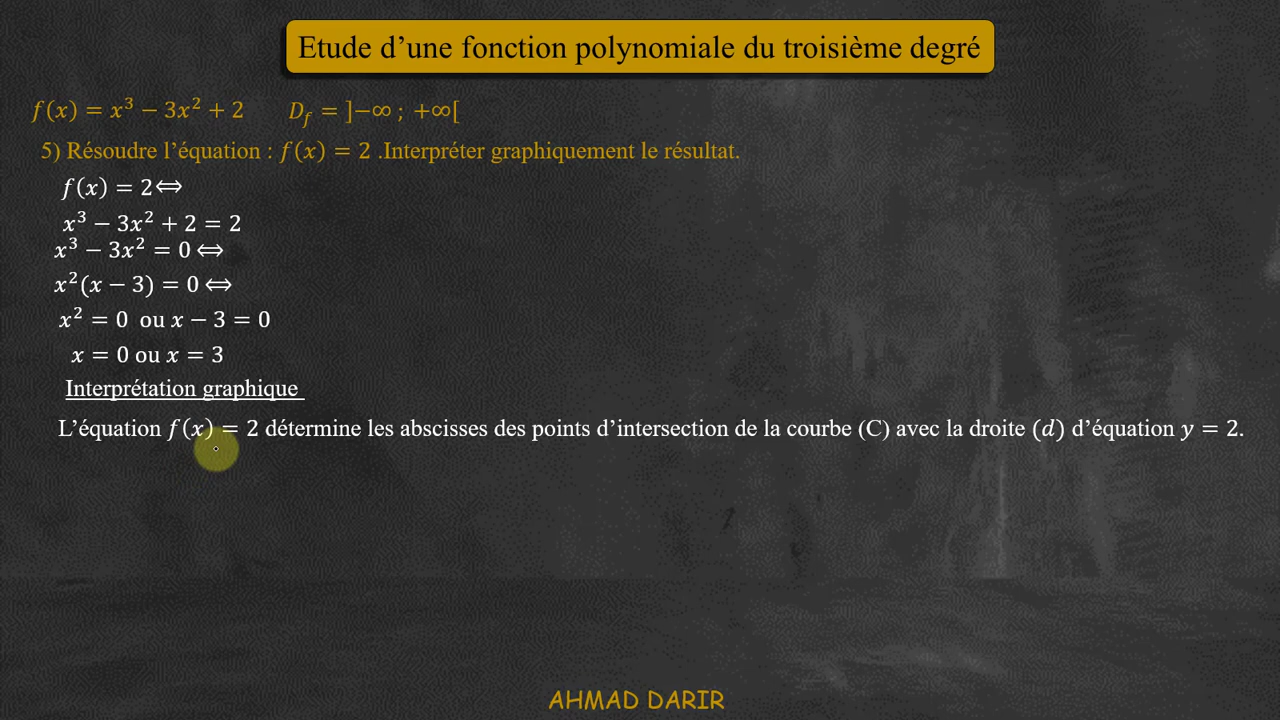 Etude d’une fonction polynomiale du troisième degré
f(x) = x³ − 3x² + 2 D_f = ]−∞ ; +∞[
5) Résoudre l’équation : f(x) = 2 .Interpréter graphiquement le résultat.
f(x) = 2⟺
x³ − 3x² + 2 = 2
x³ − 3x² = 0⟺
x²(x − 3) = 0⟺
x² = 0 ou x − 3 = 0
x = 0 ou x = 3
Interprétation graphique
L’équation f(x) = 2 détermine les abscisses des points d’intersection de la courbe (C) avec la droite (d) d’équation y = 2.
AHMAD DARIR